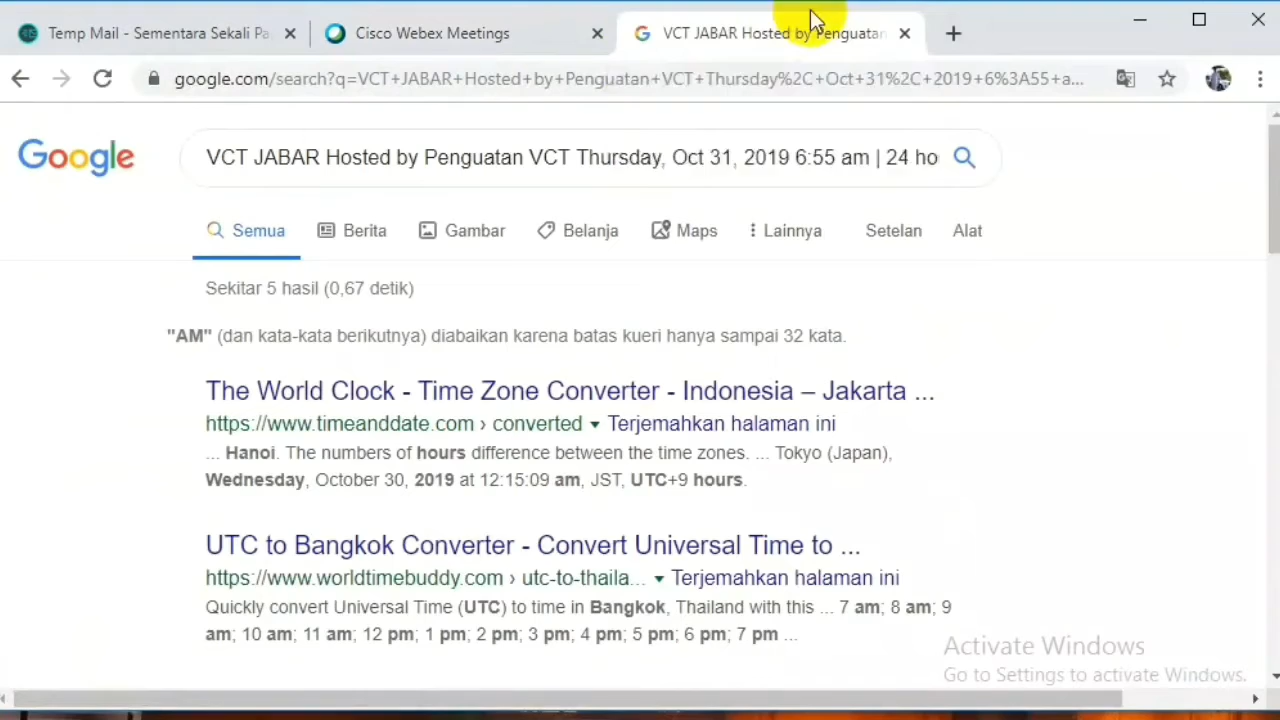 Temp Mail - Sementara Sekali Pa
Cisco Webex Meetings
VCT JABAR Hosted by Penguatan
google.com/search?q=VCT+JABAR+Hosted+by+Penguatan+VCT+Thursday%2C+Oct+31%2C+2019+6%3A55+a...
Google
VCT JABAR Hosted by Penguatan VCT Thursday, Oct 31, 2019 6:55 am | 24 ho
Semua
Berita
Gambar
Belanja
Maps
Lainnya
Setelan
Alat
Sekitar 5 hasil (0,67 detik)
"AM" (dan kata-kata berikutnya) diabaikan karena batas kueri hanya sampai 32 kata.
The World Clock - Time Zone Converter - Indonesia – Jakarta ...
https://www.timeanddate.com › converted ▾ Terjemahkan halaman ini
... Hanoi. The numbers of hours difference between the time zones. ... Tokyo (Japan),
Wednesday, October 30, 2019 at 12:15:09 am, JST, UTC+9 hours.
UTC to Bangkok Converter - Convert Universal Time to ...
https://www.worldtimebuddy.com › utc-to-thaila... ▾ Terjemahkan halaman ini
Quickly convert Universal Time (UTC) to time in Bangkok, Thailand with this ... 7 am; 8 am; 9
am; 10 am; 11 am; 12 pm; 1 pm; 2 pm; 3 pm; 4 pm; 5 pm; 6 pm; 7 pm ...
Activate Windows
Go to Settings to activate Windows.